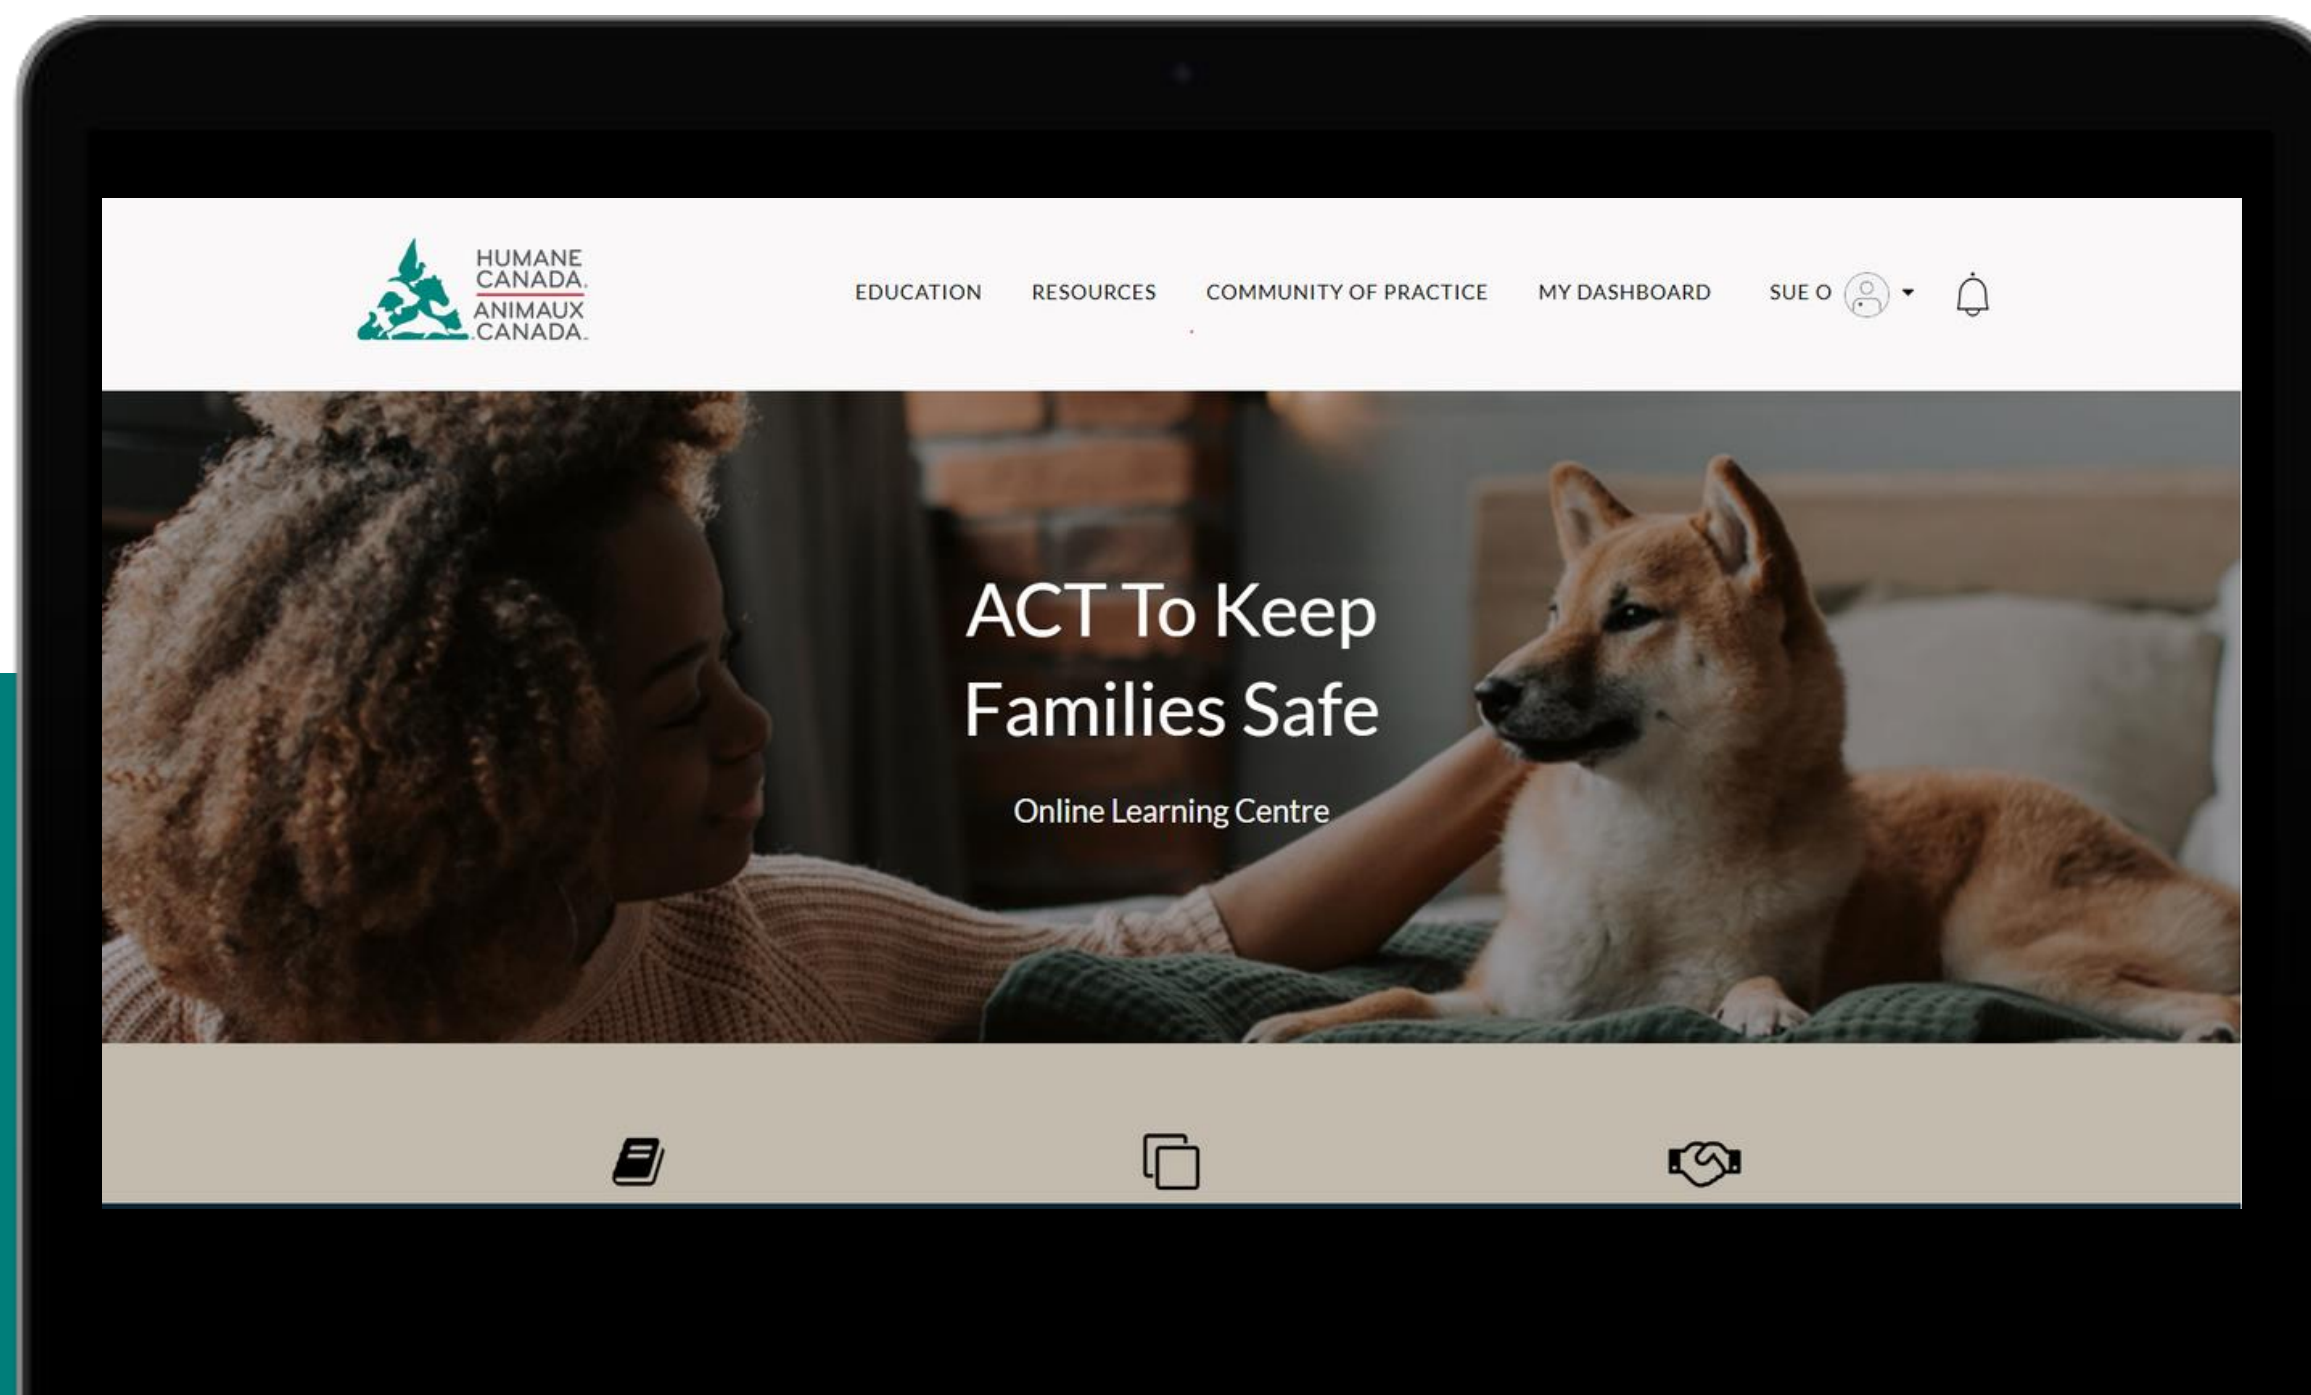 HUMANE
CANADA.
ANIMAUX
CANADA.
EDUCATION RESOURCES COMMUNITY OF PRACTICE MY DASHBOARD SUE O
ACT To Keep
Families Safe
Online Learning Centre